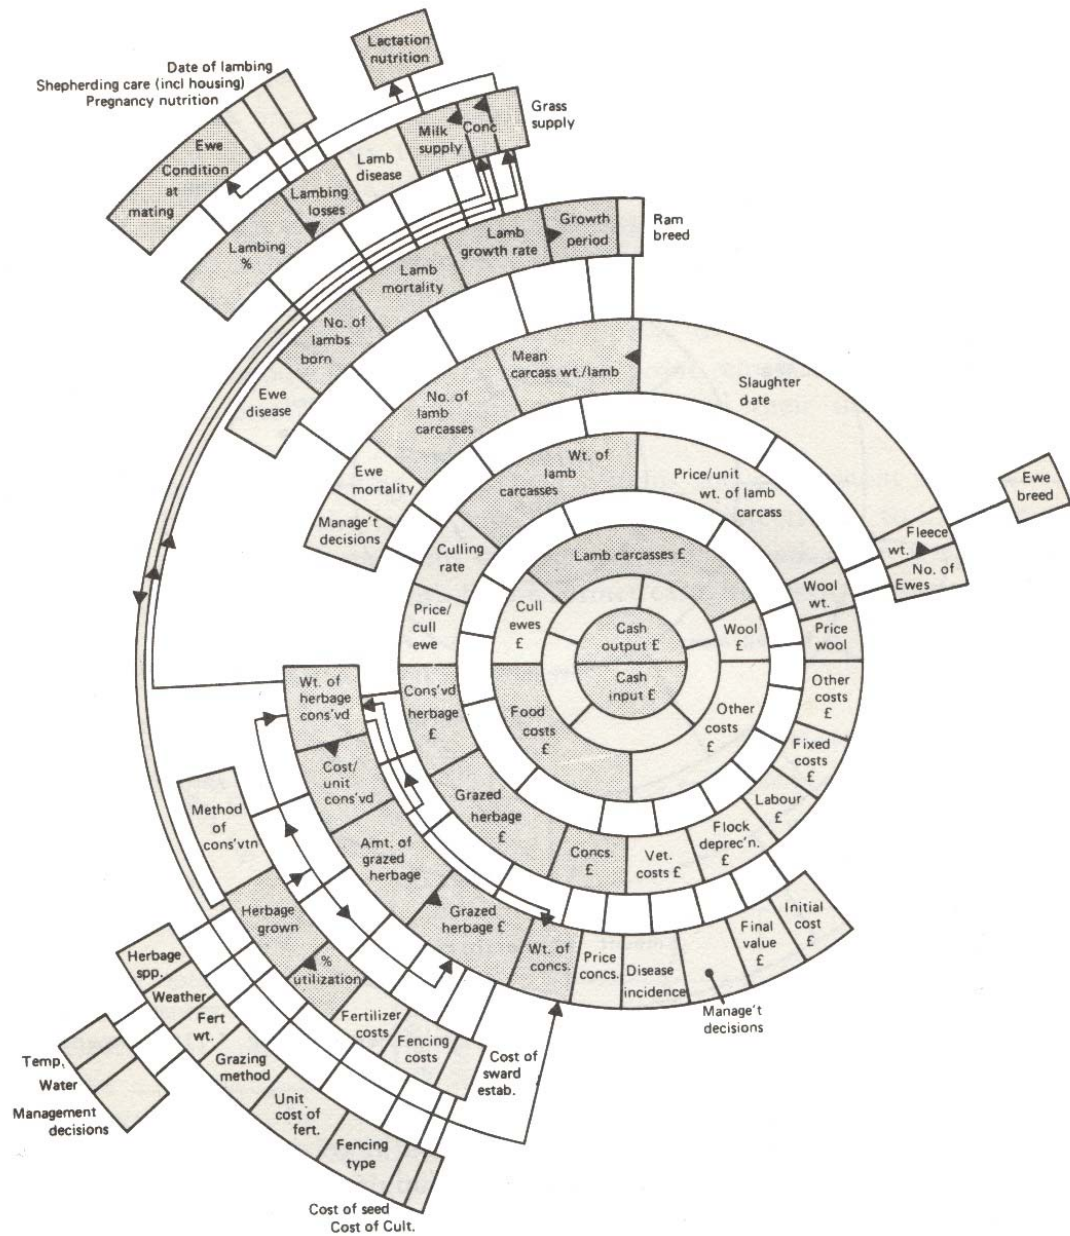 Lactation
nutrition
Date of lambing
Shepherding care (incl housing)
Pregnancy nutrition
Grass
supply
Milk
supply
Conc
Ewe
Condition
at
mating
Lamb
disease
Lambing
losses
Lambing
%
Growth
period
Ram
breed
Lamb
growth rate
Lamb
mortality
No. of
lambs
born
Ewe
disease
Mean
carcass wt./lamb
Slaughter
date
No. of
lamb
carcasses
Ewe
mortality
Manage't
decisions
Wt. of
lamb
carcasses
Price/unit
wt. of lamb
carcass
Ewe
breed
Fleece
wt.
No. of
Ewes
Culling
rate
Lamb carcasses £
Wool
wt.
Price/
cull
ewe
Cull
ewes
£
Cash
output £
Wool
£
Price
wool
Cash
input £
Wt. of
herbage
cons'vd
Cons'vd
herbage
£
Food
costs
£
Other
costs
£
Other
costs
£
Fixed
costs
£
Cost/
unit
cons'vd
Method
of
cons'vtn
Grazed
herbage
£
Labour
£
Flock
deprec'n.
£
Concs.
£
Vet.
costs £
Amt. of
grazed
herbage
Grazed
herbage £
Herbage
grown
Wt. of
concs.
Price
concs.
Disease
incidence
Final
value
£
Initial
cost
£
Manage't
decisions
%
utilization
Herbage
spp.
Weather
Fert
wt.
Fertilizer
costs
Fencing
costs
Cost of
sward
estab.
Grazing
method
Temp.
Water
Management
decisions
Unit
cost of
fert.
Fencing
type
Cost of seed
Cost of Cult.